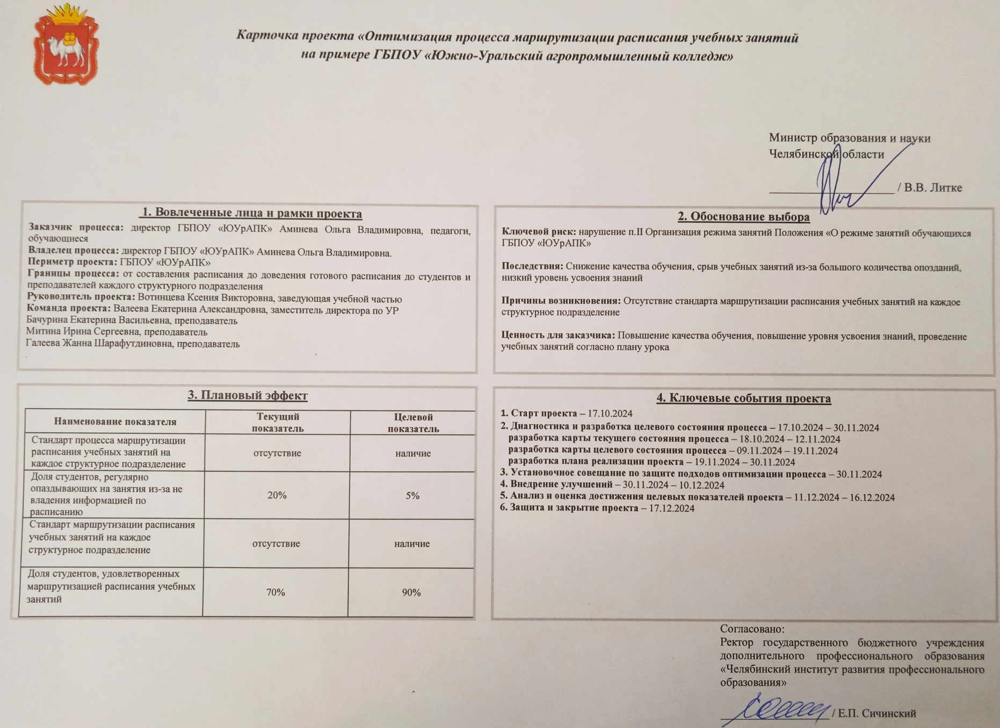 Карточка проекта «Оптимизация процесса маршрутизации расписания учебных занятий
на примере ГБПОУ «Южно-Уральский агропромышленный колледж»
Министр образования и науки
Челябинской области
/ В.В. Литке
1. Вовлеченные лица и рамки проекта
Заказчик процесса: директор ГБПОУ «ЮУрАПК» Аминева Ольга Владимировна, педагоги,
обучающиеся
Владелец процесса: директор ГБПОУ «ЮУрАПК» Аминева Ольга Владимировна.
Периметр проекта: ГБПОУ «ЮУрАПК»
Границы процесса: от составления расписания до доведения готового расписания до студентов и
преподавателей каждого структурного подразделения
Руководитель проекта: Вотинцева Ксения Викторовна, заведующая учебной частью
Команда проекта: Валеева Екатерина Александровна, заместитель директора по УР
Бачурина Екатерина Васильевна, преподаватель
Митина Ирина Сергеевна, преподаватель
Галеева Жанна Шарафутдиновна, преподаватель
2. Обоснование выбора
Ключевой риск: нарушение п.II Организация режима занятий Положения «О режиме занятий обучающихся
ГБПОУ «ЮУрАПК»
Последствия: Снижение качества обучения, срыв учебных занятий из-за большого количества опозданий,
низкий уровень усвоения знаний
Причины возникновения: Отсутствие стандарта маршрутизации расписания учебных занятий на каждое
структурное подразделение
Ценность для заказчика: Повышение качества обучения, повышение уровня усвоения знаний, проведение
учебных занятий согласно плану урока
3. Плановый эффект
Наименование показателя
Текущий
показатель
Целевой
показатель
Стандарт процесса маршрутизации
расписания учебных занятий на
каждое структурное подразделение
отсутствие
наличие
Доля студентов, регулярно
опаздывающих на занятия из-за не
владения информацией по
расписанию
20%
5%
Стандарт маршрутизации расписания
учебных занятий на каждое
структурное подразделение
отсутствие
наличие
Доля студентов, удовлетворенных
маршрутизацией расписания учебных
занятий
70%
90%
4. Ключевые события проекта
1. Старт проекта – 17.10.2024
2. Диагностика и разработка целевого состояния процесса – 17.10.2024 – 30.11.2024
разработка карты текущего состояния процесса – 18.10.2024 – 12.11.2024
разработка карты целевого состояния процесса – 09.11.2024 – 19.11.2024
разработка плана реализации проекта – 19.11.2024 – 30.11.2024
3. Установочное совещание по защите подходов оптимизации процесса – 30.11.2024
4. Внедрение улучшений – 30.11.2024 – 10.12.2024
5. Анализ и оценка достижения целевых показателей проекта – 11.12.2024 – 16.12.2024
6. Защита и закрытие проекта – 17.12.2024
Согласовано:
Ректор государственного бюджетного учреждения
дополнительного профессионального образования
«Челябинский институт развития профессионального
образования»
/ Е.П. Сичинский